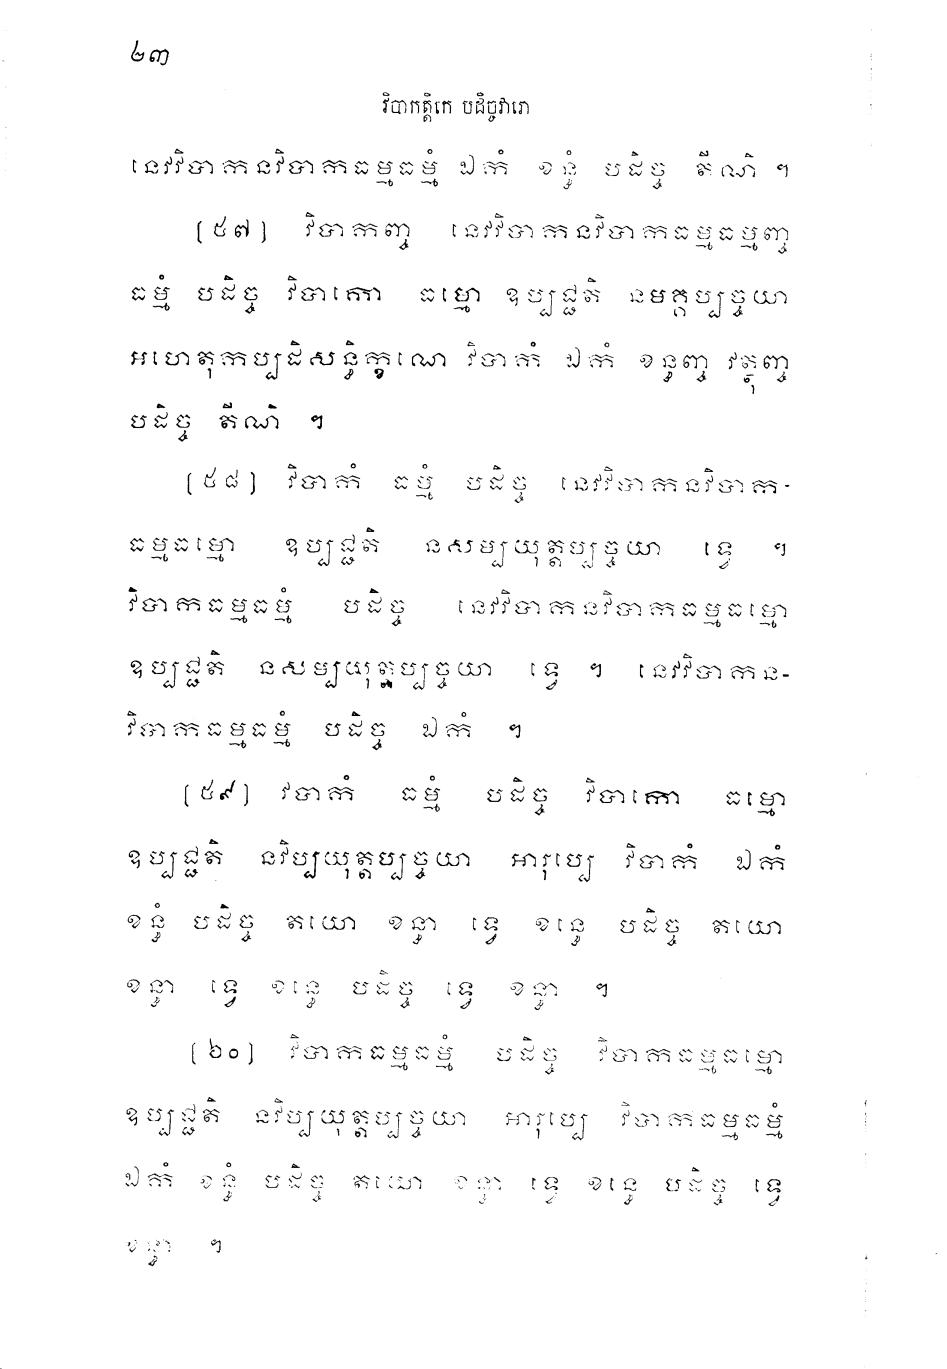 ២៣
វិបាកត្តិកេ បដិច្ចវារោ
នេវវិបាកនវិបាកធម្មធម្មំ ឯកំ ខន្ធំ បដិច្ច តីណិ ។
[៥៧] វិបាកញ្ច នេវវិបាកនវិបាកធម្មធម្មញ្ច
ធម្មំ បដិច្ច វិបាកោ ធម្មោ ឧប្បជ្ជតិ នមគ្គប្បច្ចយា
អហេតុកប្បដិសន្ធិក្ខណេ វិបាកំ ឯកំ ខន្ធញ្ច វត្ថុញ្ច
បដិច្ច តីណិ ។
[៥៨] វិបាកំ ធម្មំ បដិច្ច នេវវិបាកនវិបាក-
ធម្មធម្មោ ឧប្បជ្ជតិ នសម្បយុត្តប្បច្ចយា ទ្វេ ។
វិបាកធម្មធម្មំ បដិច្ច នេវវិបាកនវិបាកធម្មធម្មោ
ឧប្បជ្ជតិ នសម្បយុត្តប្បច្ចយា ទ្វេ ។ នេវវិបាកន-
វិបាកធម្មធម្មំ បដិច្ច ឯកំ ។
[៥៩] វបាកំ ធម្មំ បដិច្ច វិបាកោ ធម្មោ
ឧប្បជ្ជតិ នវិប្បយុត្តប្បច្ចយា អារុប្បេ វិបាកំ ឯកំ
ខន្ធំ បដិច្ច តយោ ខន្ធា ទ្វេ ខន្ធេ បដិច្ច តយោ
ខន្ធា ទ្វេ ខន្ធេ បដិច្ច ទ្វេ ខន្ធា ។
[៦០] វិបាកធម្មធម្មំ បដិច្ច វិបាកធម្មធម្មោ
ឧប្បជ្ជតិ នវិប្បយុត្តប្បច្ចយា អារុប្បេ វិបាកធម្មធម្មំ
ឯកំ ខន្ធំ បដិច្ច តយោ ខន្ធា ទ្វេ ខន្ធេ បដិច្ច ទ្វេ
ខន្ធា ។